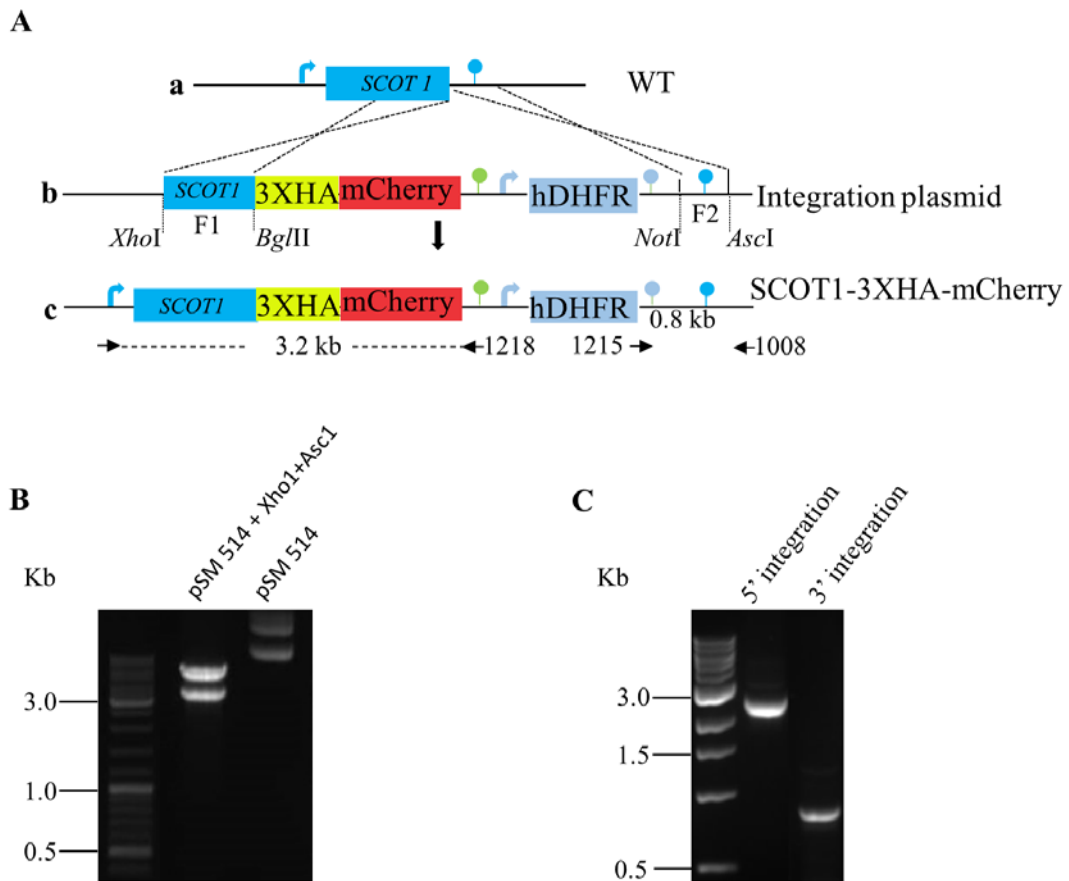 A
a SCOT 1 WT
b SCOT1 3XHA mCherry hDHFR F2 Integration plasmid
XhoI F1 BglII NotI AscI
c SCOT1 3XHA mCherry hDHFR 0.8 kb SCOT1-3XHA-mCherry
3.2 kb 1218 1215 1008
B
pSM 514 + Xho1+Asc1
pSM 514
Kb
3.0
1.0
0.5
C
5’ integration
3’ integration
Kb
3.0
1.5
0.5